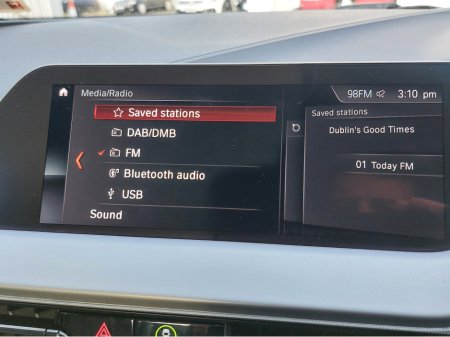 Media/Radio
98FM 3:10 pm
Saved stations
DAB/DMB
FM
Bluetooth audio
USB
Sound
Saved stations
Dublin's Good Times
01 Today FM